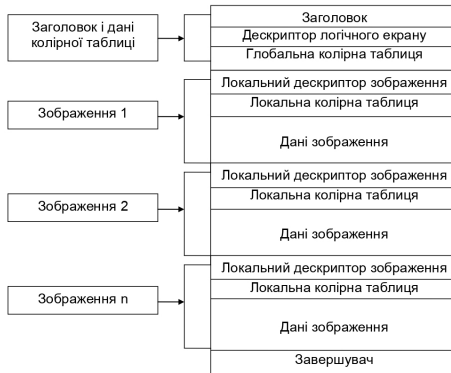 Заголовок і дані
колірної таблиці
Заголовок
Дескриптор логічного екрану
Глобальна колірна таблиця
Зображення 1
Локальний дескриптор зображення
Локальна колірна таблиця
Дані зображення
Зображення 2
Локальний дескриптор зображення
Локальна колірна таблиця
Дані зображення
Зображення n
Локальний дескриптор зображення
Локальна колірна таблиця
Дані зображення
Завершувач